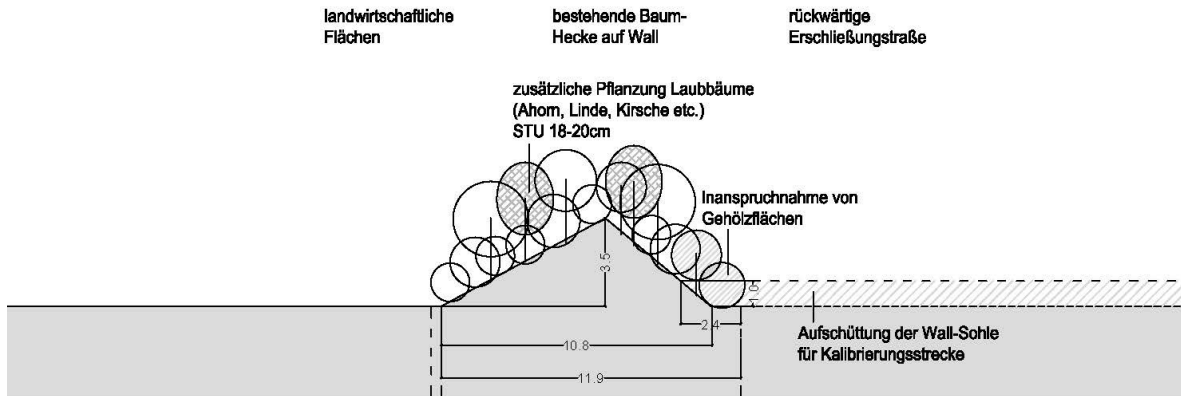 landwirtschaftliche
Flächen
bestehende Baum-
Hecke auf Wall
rückwärtige
Erschließungstraße
zusätzliche Pflanzung Laubbäume
(Ahorn, Linde, Kirsche etc.)
STU 18-20cm
Inanspruchnahme von
Gehölzflächen
3.5
1.0
2.4
Aufschüttung der Wall-Sohle
für Kalibrierungsstrecke
10.8
11.9